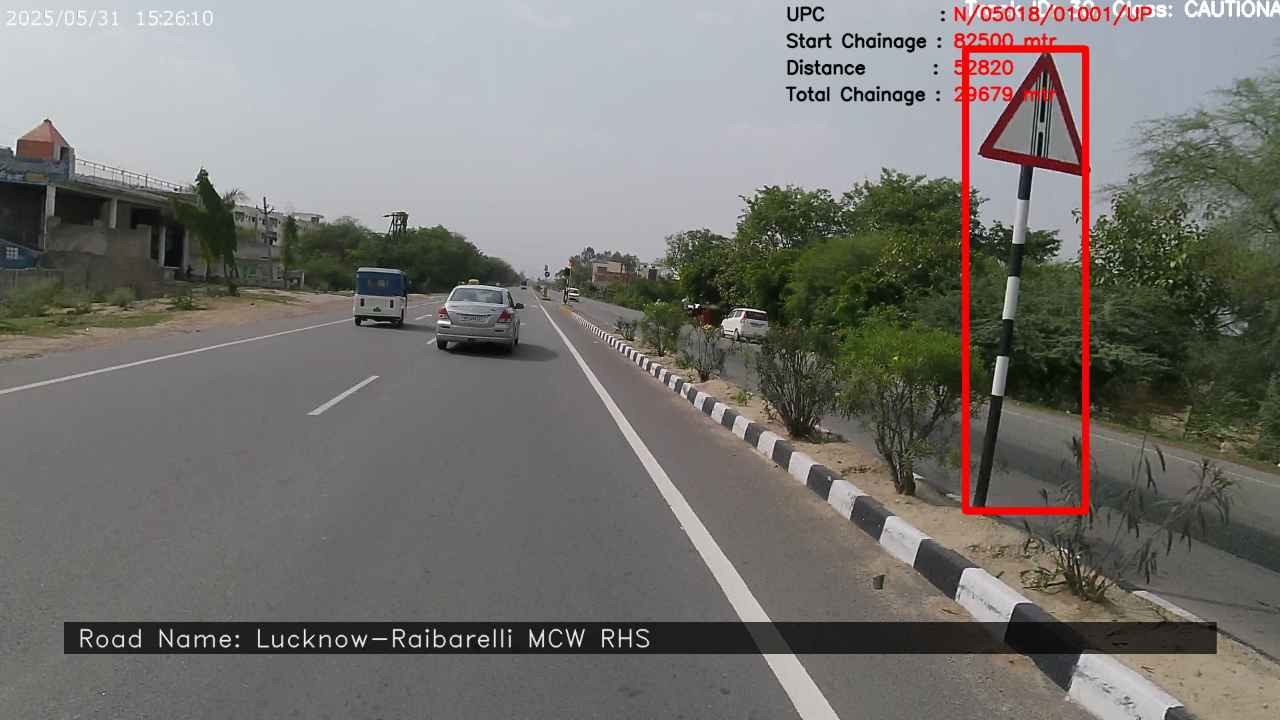 2025/05/31 15:26:10
UPC : N/05018/01001/UP
Start Chainage : 82500 mtr
Distance : 52820
Total Chainage : 29679 mtr
CAUTIONA
Road Name: Lucknow-Raibarelli MCW RHS